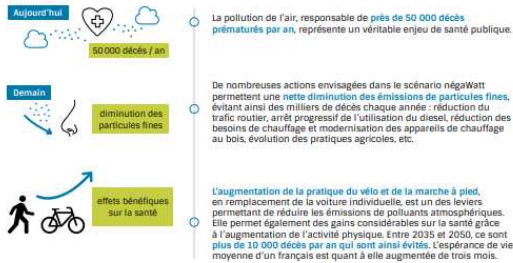 Aujourd'hui
50 000 décès / an
La pollution de l'air, responsable de près de 50 000 décès
prématurés par an, représente un véritable enjeu de santé publique.
Demain
diminution des
particules fines
De nombreuses actions envisagées dans le scénario négaWatt
permettent une nette diminution des émissions de particules fines,
évitant ainsi des milliers de décès chaque année : réduction du
trafic routier, arrêt progressif de l'utilisation du diesel, réduction des
besoins de chauffage et modernisation des appareils de chauffage
au bois, évolution des pratiques agricoles, etc.
effets bénéfiques
sur la santé
L'augmentation de la pratique du vélo et de la marche à pied,
en remplacement de la voiture individuelle, est un des leviers
permettant de réduire les émissions de polluants atmosphériques.
Elle permet également des gains considérables sur la santé grâce
à l'augmentation de l'activité physique. Entre 2035 et 2050, ce sont
plus de 10 000 décès par an qui sont ainsi évités. L'espérance de vie
moyenne d'un français est quant à elle augmentée de trois mois.